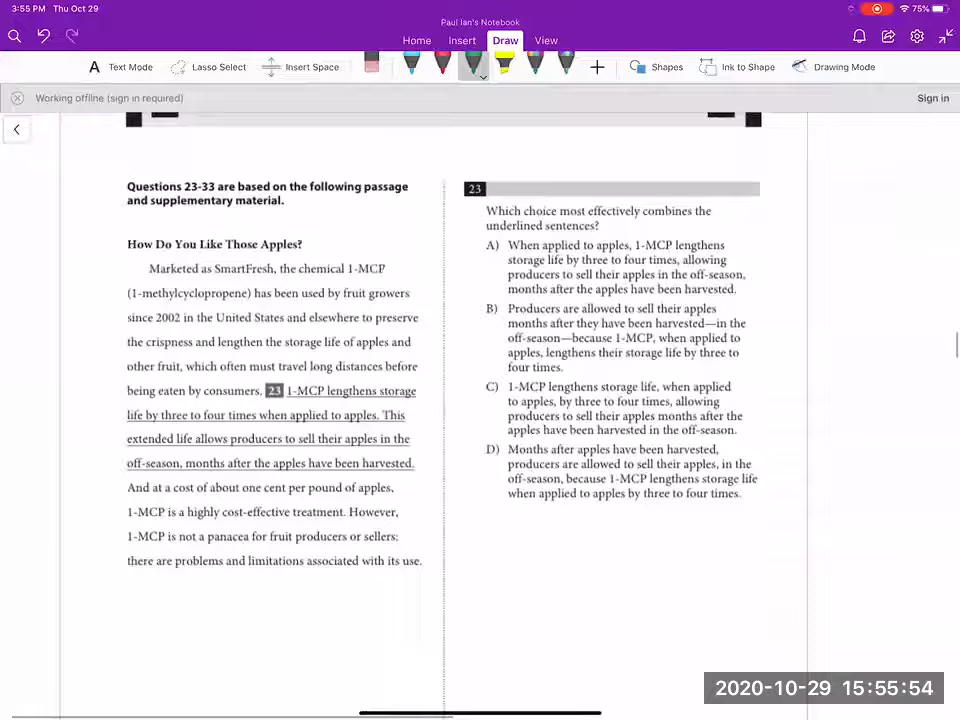 3:55 PM Thu Oct 29
75%
Paul Ian's Notebook
Home Insert Draw View
Text Mode Lasso Select Insert Space Shapes Ink to Shape Drawing Mode
Working offline (sign in required) Sign in
Questions 23-33 are based on the following passage
and supplementary material.
How Do You Like Those Apples?
Marketed as SmartFresh, the chemical 1-MCP
(1-methylcyclopropene) has been used by fruit growers
since 2002 in the United States and elsewhere to preserve
the crispness and lengthen the storage life of apples and
other fruit, which often must travel long distances before
being eaten by consumers. 23 1-MCP lengthens storage
life by three to four times when applied to apples. This
extended life allows producers to sell their apples in the
off-season, months after the apples have been harvested.
And at a cost of about one cent per pound of apples,
1-MCP is a highly cost-effective treatment. However,
1-MCP is not a panacea for fruit producers or sellers:
there are problems and limitations associated with its use.
23
Which choice most effectively combines the
underlined sentences?
A) When applied to apples, 1-MCP lengthens
storage life by three to four times, allowing
producers to sell their apples in the off-season,
months after the apples have been harvested.
B) Producers are allowed to sell their apples
months after they have been harvested—in the
off-season—because 1-MCP, when applied to
apples, lengthens their storage life by three to
four times.
C) 1-MCP lengthens storage life, when applied
to apples, by three to four times, allowing
producers to sell their apples months after the
apples have been harvested in the off-season.
D) Months after apples have been harvested,
producers are allowed to sell their apples, in the
off-season, because 1-MCP lengthens storage life
when applied to apples by three to four times.
2020-10-29 15:55:54